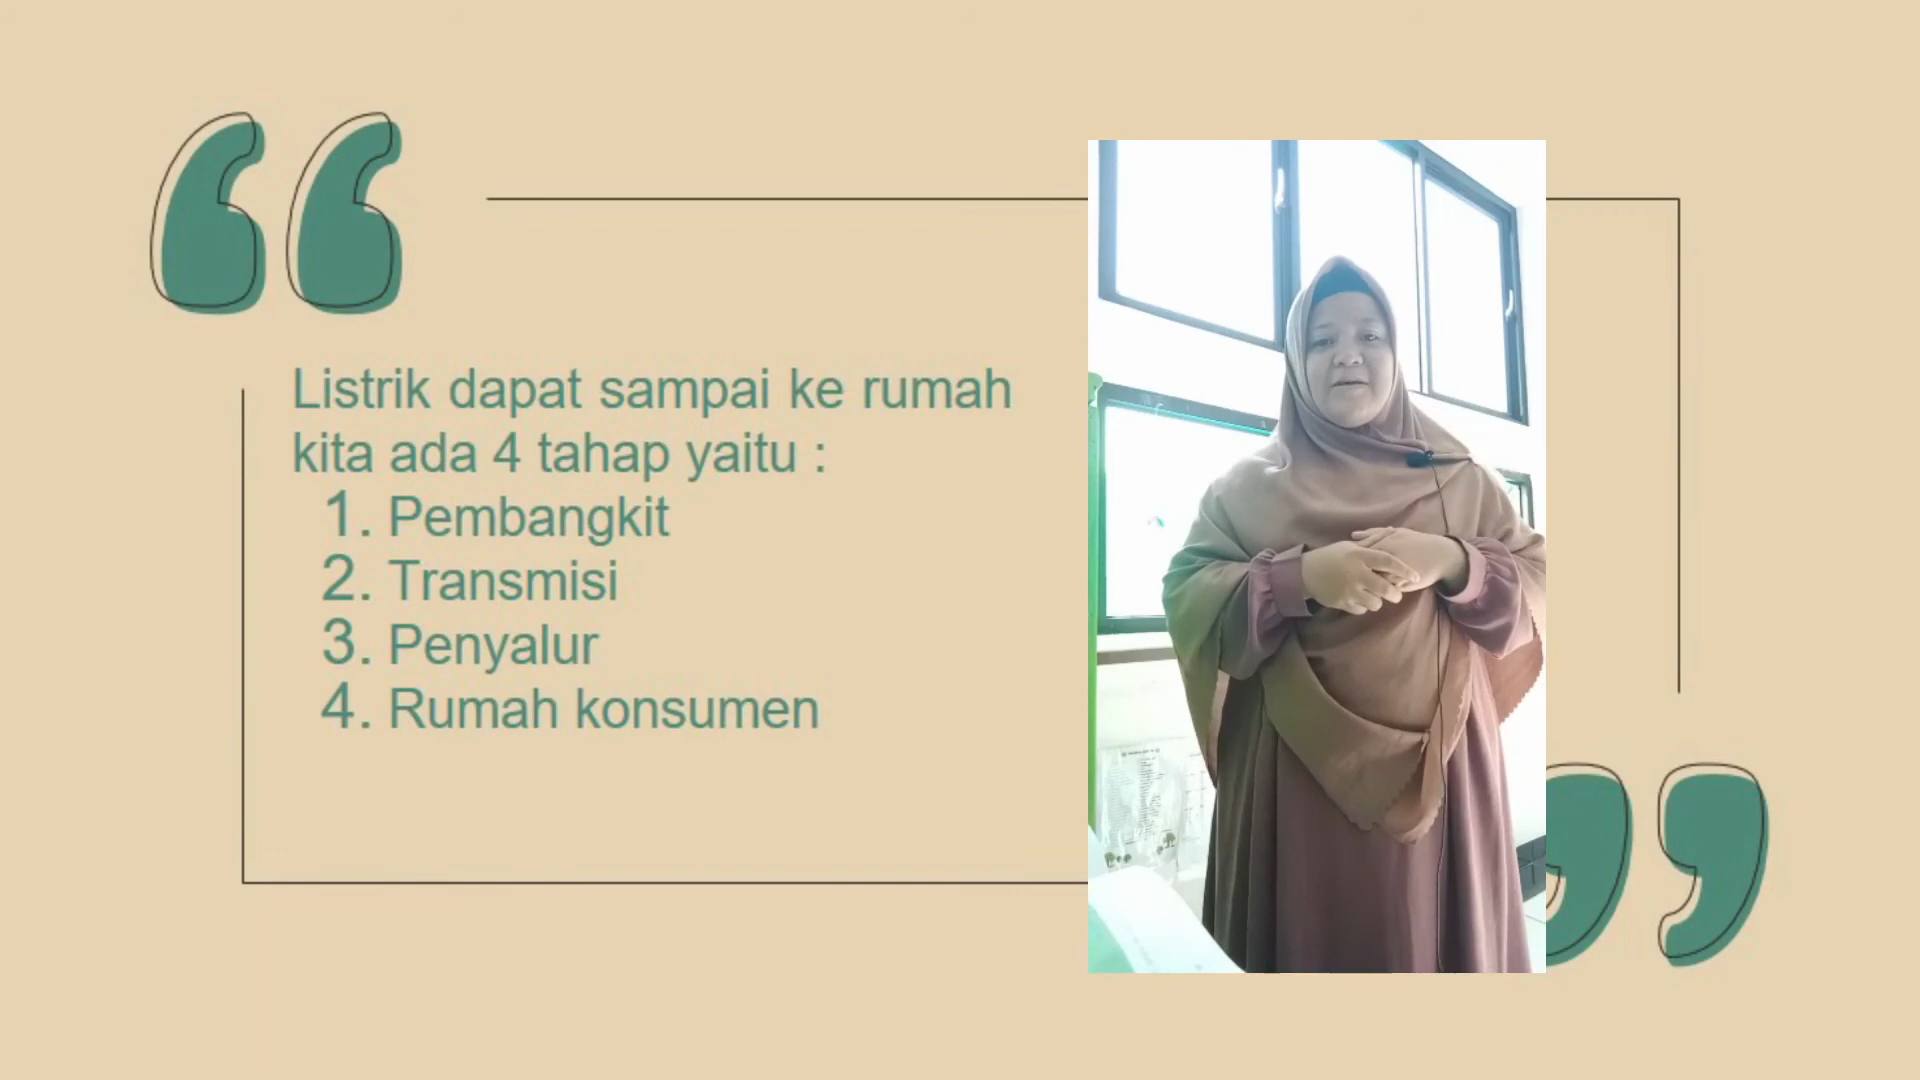 Listrik dapat sampai ke rumah
kita ada 4 tahap yaitu :
1. Pembangkit
2. Transmisi
3. Penyalur
4. Rumah konsumen